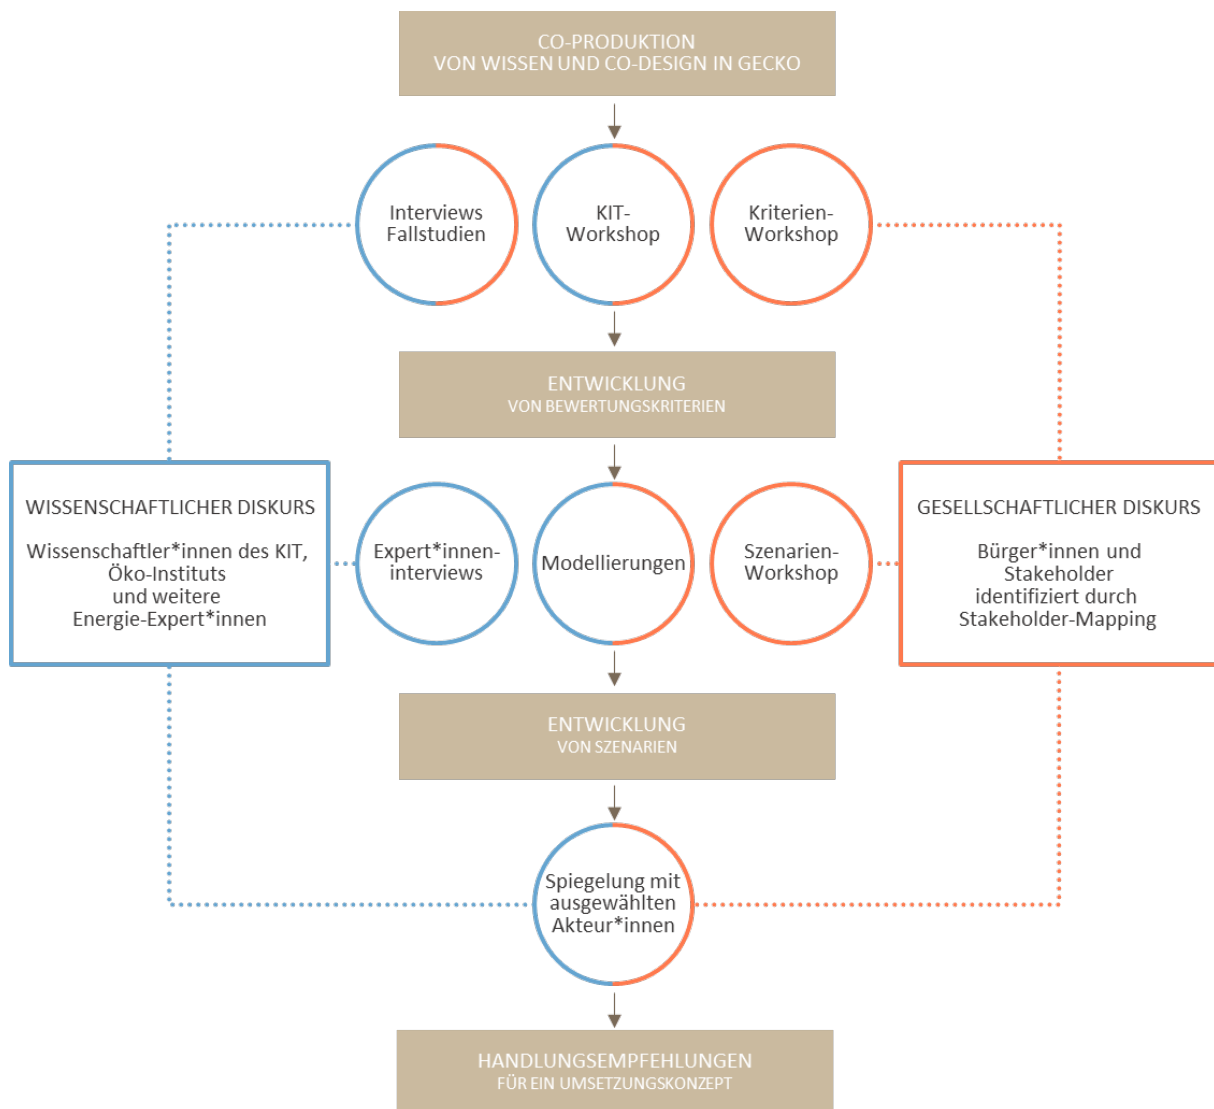 CO-PRODUKTION
VON WISSEN UND CO-DESIGN IN GECKO
Interviews
Fallstudien
KIT-
Workshop
Kriterien-
Workshop
ENTWICKLUNG
VON BEWERTUNGSKRITERIEN
WISSENSCHAFTLICHER DISKURS
Wissenschaftler*innen des KIT,
Öko-Instituts
und weitere
Energie-Expert*innen
Expert*innen-
interviews
Modellierungen
Szenarien-
Workshop
GESELLSCHAFTLICHER DISKURS
Bürger*innen und
Stakeholder
identifiziert durch
Stakeholder-Mapping
ENTWICKLUNG
VON SZENARIEN
Spiegelung mit
ausgewählten
Akteur*innen
HANDLUNGSEMPFEHLUNGEN
FÜR EIN UMSETZUNGSKONZEPT